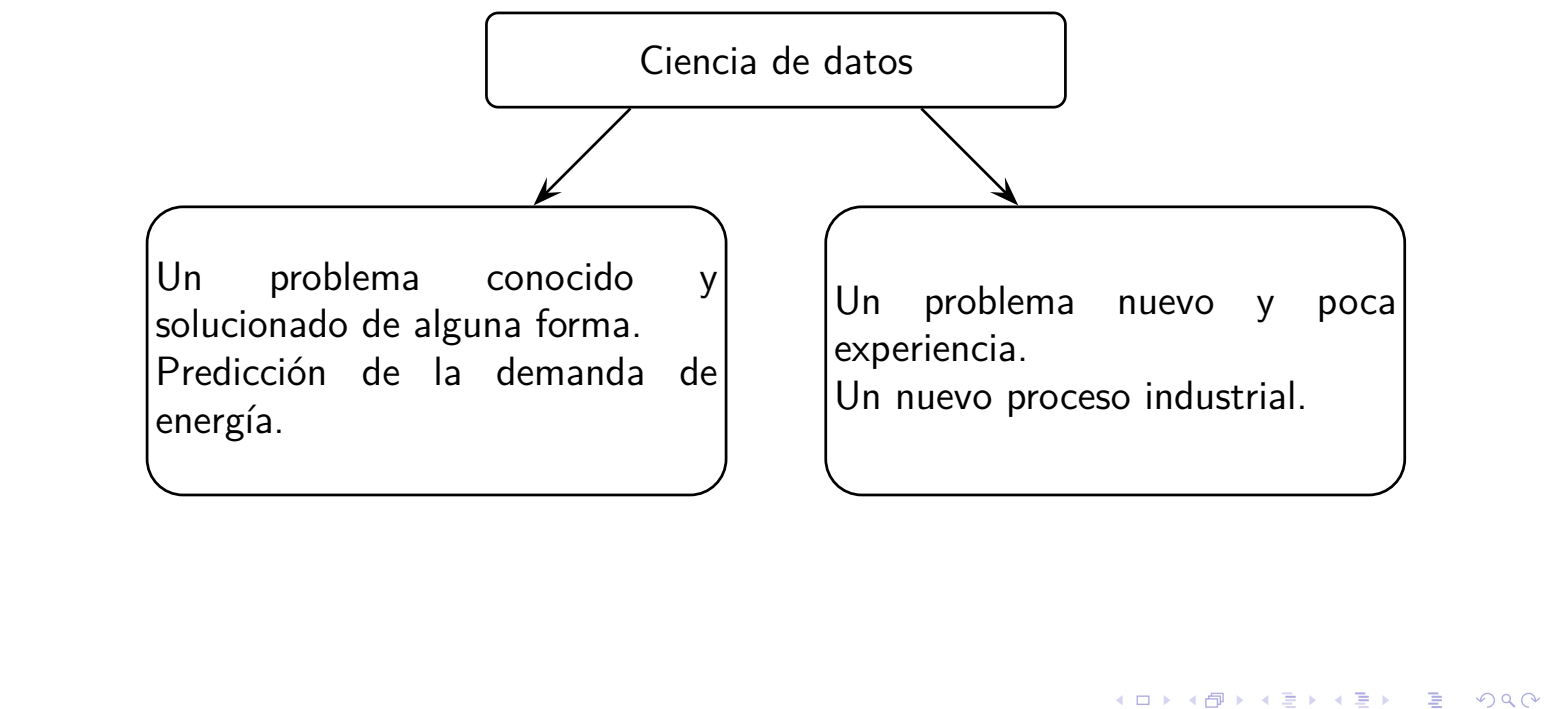 Ciencia de datos
Un problema conocido y
solucionado de alguna forma.
Predicción de la demanda de
energía.
Un problema nuevo y poca
experiencia.
Un nuevo proceso industrial.